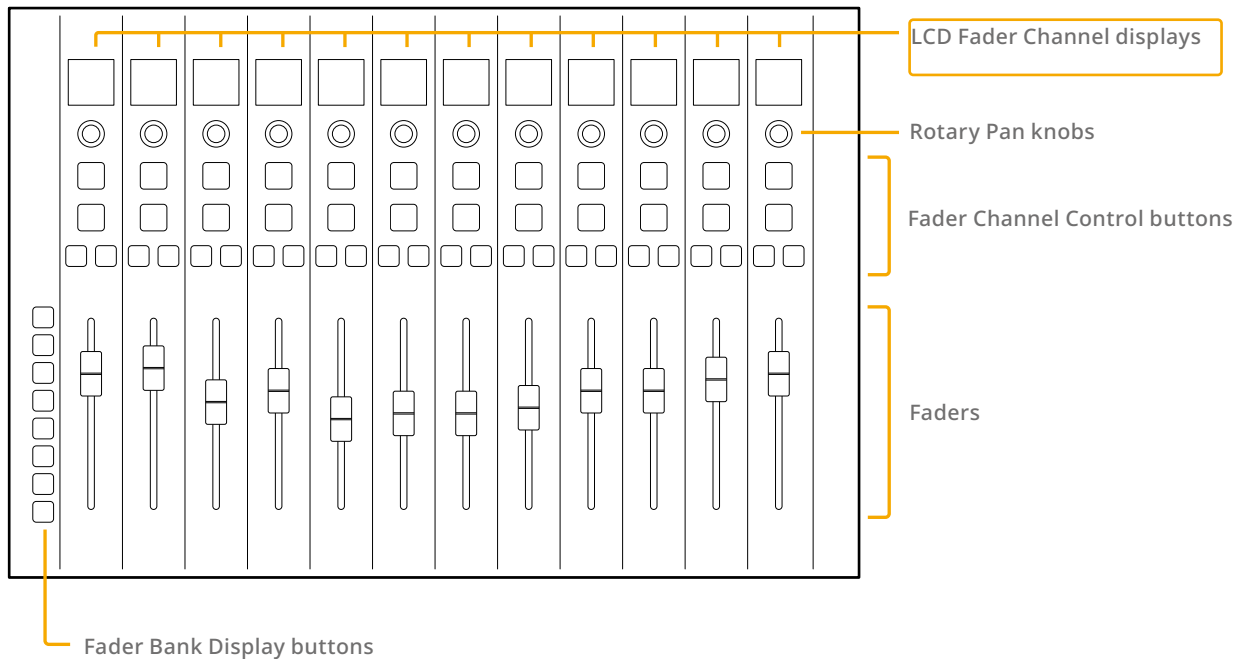 LCD Fader Channel displays
Rotary Pan knobs
Fader Channel Control buttons
Faders
Fader Bank Display buttons